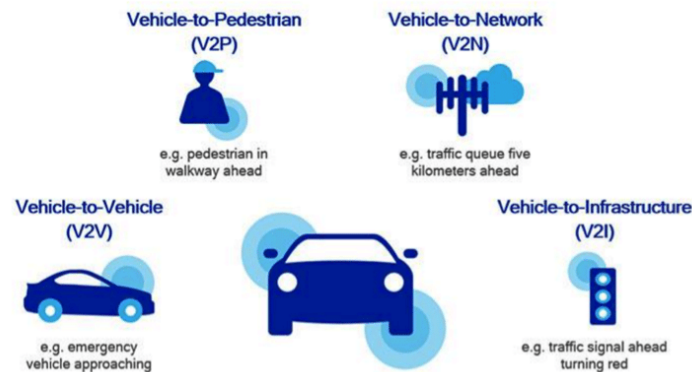 Vehicle-to-Pedestrian
(V2P)
e.g. pedestrian in
walkway ahead
Vehicle-to-Network
(V2N)
e.g. traffic queue five
kilometers ahead
Vehicle-to-Vehicle
(V2V)
e.g. emergency
vehicle approaching
Vehicle-to-Infrastructure
(V2I)
e.g. traffic signal ahead
turning red